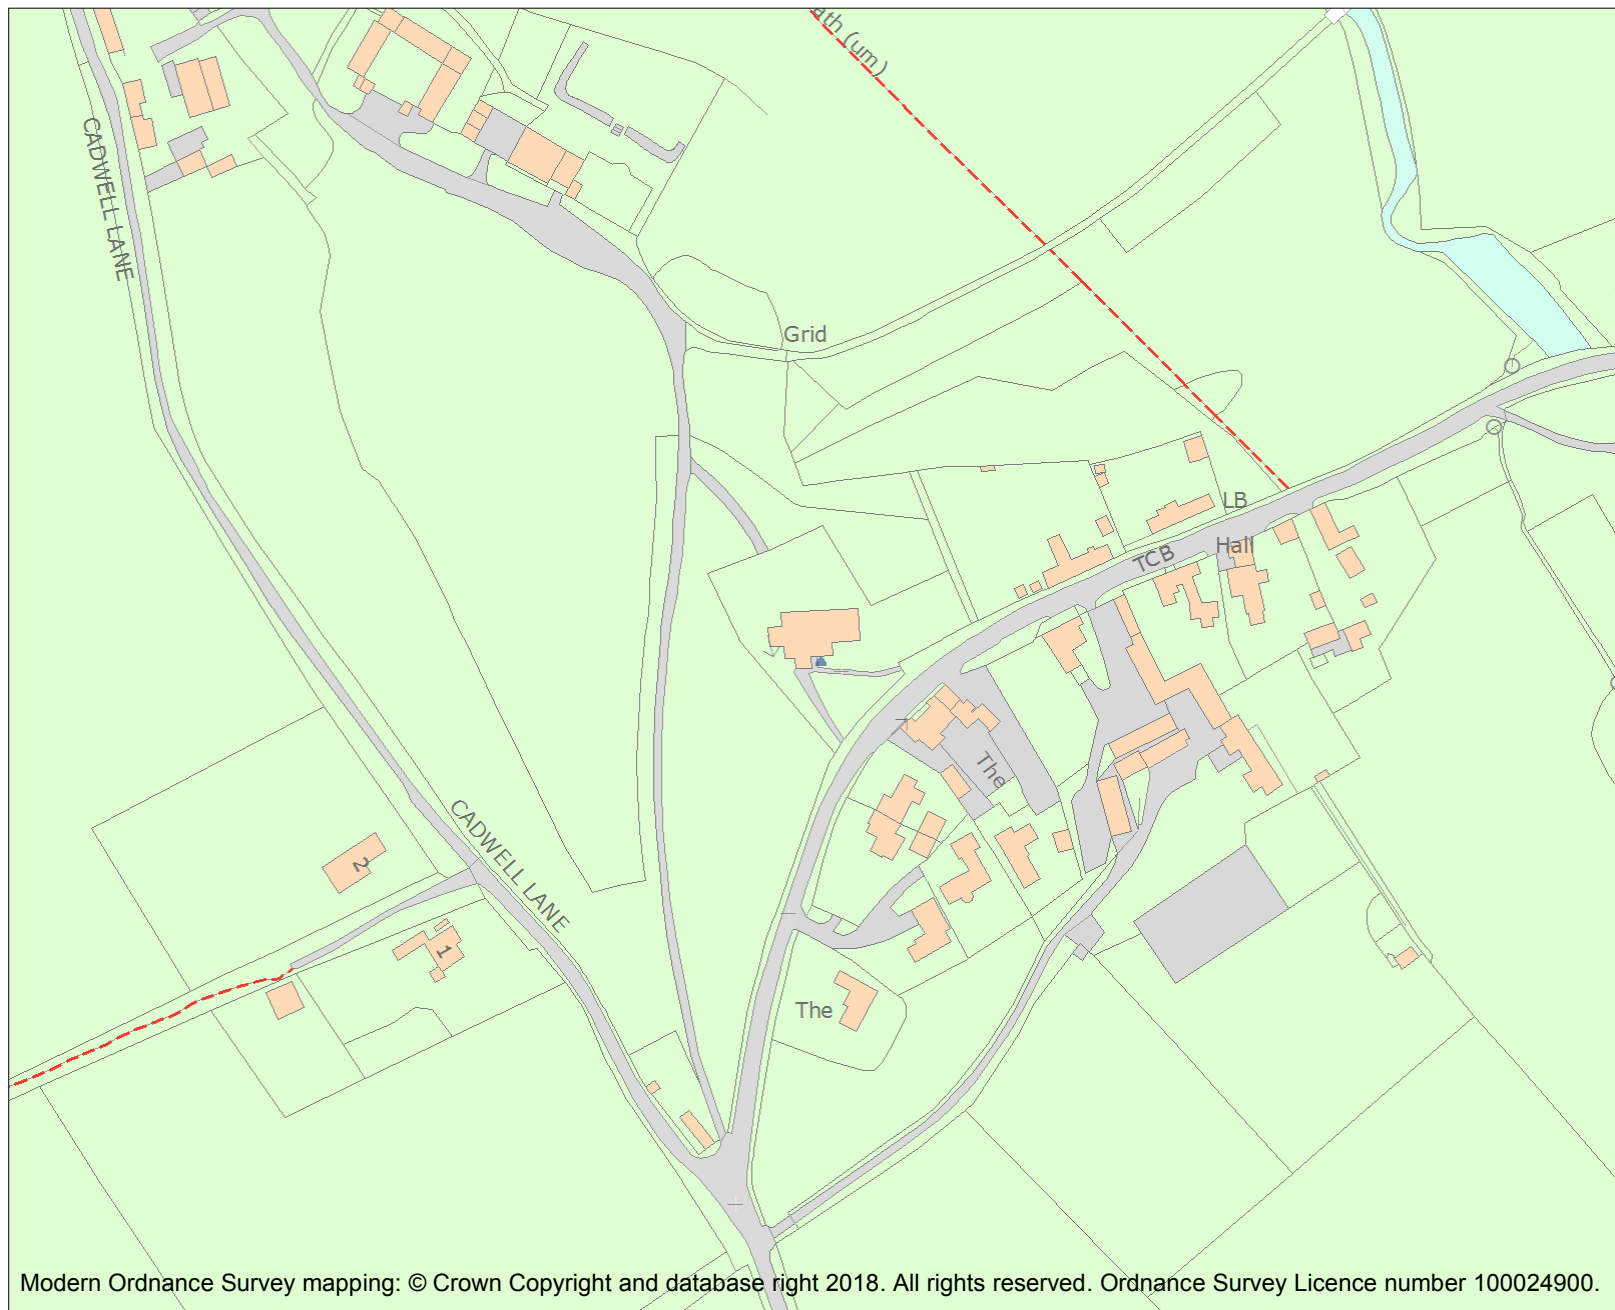 ath (um)
CADWELL LANE
Grid
LB
Hall
TCB
The
CADWELL LANE
2
1
The
Modern Ordnance Survey mapping: © Crown Copyright and database right 2018. All rights reserved. Ordnance Survey Licence number 100024900.